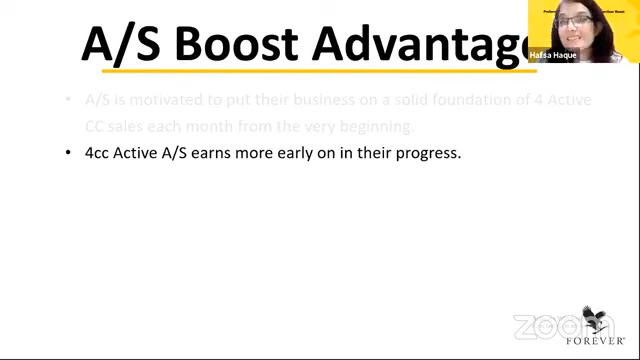 A/S Boost Advantage
Hafsa Haque
• A/S is motivated to put their business on a solid foundation of 4 Active
CC sales each month from the very beginning.
• 4cc Active A/S earns more early on in their progress.
zoom
FOREVER